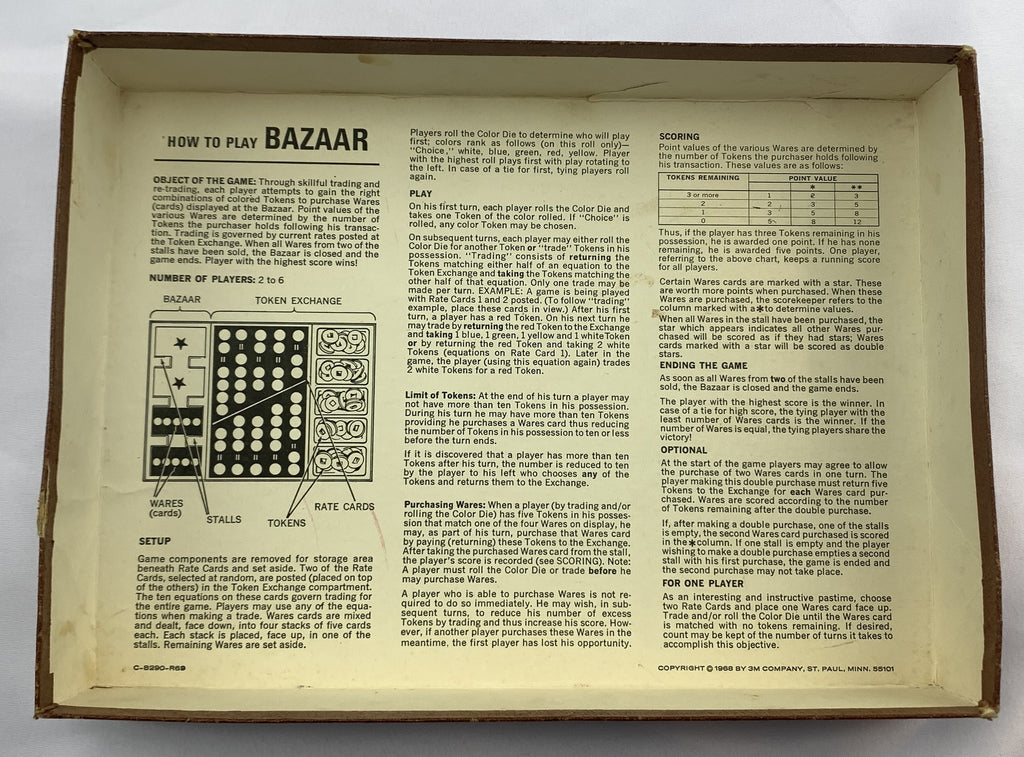 HOW TO PLAY BAZAAR
OBJECT OF THE GAME: Through skillful trading and
re-trading, each player attempts to gain the right
combinations of colored Tokens to purchase Wares
(cards) displayed at the Bazaar. Point values of the
various Wares are determined by the number of
Tokens the purchaser holds following his transac-
tion. Trading is governed by current rates posted at
the Token Exchange. When all Wares from two of the
stalls have been sold, the Bazaar is closed and the
game ends. Player with the highest score wins!
NUMBER OF PLAYERS: 2 to 6
BAZAAR TOKEN EXCHANGE
WARES
(cards)
STALLS
TOKENS
RATE CARDS
SETUP
Game components are removed for storage area
beneath Rate Cards and set aside. Two of the Rate
Cards, selected at random, are posted (placed on top
of the others) in the Token Exchange compartment.
The ten equations on these cards govern trading for
the entire game. Players may use any of the equa-
tions when making a trade. Wares cards are mixed
and dealt, face down, into four stacks of five cards
each. Each stack is placed, face up, in one of the
stalls. Remaining Wares are set aside.
C-8290-R69
Players roll the Color Die to determine who will play
first; colors rank as follows (on this roll only)—
"Choice," white, blue, green, red, yellow. Player
with the highest roll plays first with play rotating to
the left. In case of a tie for first, tying players roll
again.
PLAY
On his first turn, each player rolls the Color Die and
takes one Token of the color rolled. If "Choice" is
rolled, any color Token may be chosen.
On subsequent turns, each player may either roll the
Color Die for another Token or "trade" Tokens in his
possession. "Trading" consists of returning the
Tokens matching either half of an equation to the
Token Exchange and taking the Tokens matching the
other half of that equation. Only one trade may be
made per turn. EXAMPLE: A game is being played
with Rate Cards 1 and 2 posted. (To follow "trading"
example, place these cards in view.) After his first
turn, a player has a red Token. On his next turn he
may trade by returning the red Token to the Exchange
and taking 1 blue, 1 green, 1 yellow and 1 white Token
or by returning the red Token and taking 2 white
Tokens (equations on Rate Card 1). Later in the
game, the player (using this equation again) trades
2 white Tokens for a red Token.
Limit of Tokens: At the end of his turn a player may
not have more than ten Tokens in his possession.
During his turn he may have more than ten Tokens
providing he purchases a Wares card thus reducing
the number of Tokens in his possession to ten or less
before the turn ends.
If it is discovered that a player has more than ten
Tokens after his turn, the number is reduced to ten
by the player to his left who chooses any of the
Tokens and returns them to the Exchange.
Purchasing Wares: When a player (by trading and/or
rolling the Color Die) has five Tokens in his posses-
sion that match one of the four Wares on display, he
may, as part of his turn, purchase that Wares card
by paying (returning) these Tokens to the Exchange.
After taking the purchased Wares card from the stall,
the player's score is recorded (see SCORING). Note:
A player must roll the Color Die or trade before he
may purchase Wares.
A player who is able to purchase Wares is not re-
quired to do so immediately. He may wish, in sub-
sequent turns, to reduce his number of excess
Tokens by trading and thus increase his score. How-
ever, if another player purchases these Wares in the
meantime, the first player has lost his opportunity.
SCORING
Point values of the various Wares are determined by
the number of Tokens the purchaser holds following
his transaction. These values are as follows:
TOKENS REMAINING POINT VALUE
* **
3 or more 1 2 3
2 2 3 5
1 3 5 8
0 5 8 12
Thus, if the player has three Tokens remaining in his
possession, he is awarded one point. If he has none
remaining, he is awarded five points. One player,
referring to the above chart, keeps a running score
for all players.
Certain Wares cards are marked with a star. These
are worth more points when purchased. When these
Wares are purchased, the scorekeeper refers to the
column marked with a * to determine values.
When all Wares in the stall have been purchased, the
star which appears indicates all other Wares pur-
chased will be scored as if they had stars; Wares
cards marked with a star will be scored as double
stars.
ENDING THE GAME
As soon as all Wares from two of the stalls have been
sold, the Bazaar is closed and the game ends.
The player with the highest score is the winner. In
case of a tie for high score, the tying player with the
least number of Wares cards is the winner. If the
number of Wares is equal, the tying players share the
victory!
OPTIONAL
At the start of the game players may agree to allow
the purchase of two Wares cards in one turn. The
player making this double purchase must return five
Tokens to the Exchange for each Wares card pur-
chased. Wares are scored according to the number
of Tokens remaining after the double purchase.
If, after making a double purchase, one of the stalls
is empty, the second Wares card purchased is scored
in the * column. If one stall is empty and the player
wishing to make a double purchase empties a second
stall with his first purchase, the game is ended and
the second purchase may not take place.
FOR ONE PLAYER
As an interesting and instructive pastime, choose
two Rate Cards and place one Wares card face up.
Trade and/or roll the Color Die until the Wares card
is matched with no tokens remaining. If desired,
count may be kept of the number of turns it takes to
accomplish this objective.
COPYRIGHT © 1968 BY 3M COMPANY, ST. PAUL, MINN. 55101